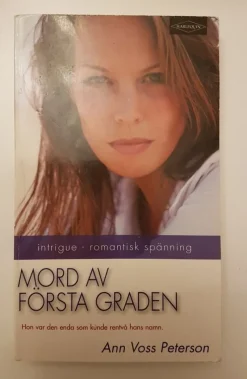 HARLEQUIN
intrigue - romantisk spänning
MORD AV
FÖRSTA GRADEN
Hon var den enda som kunde rentvå hans namn.
Ann Voss Peterson